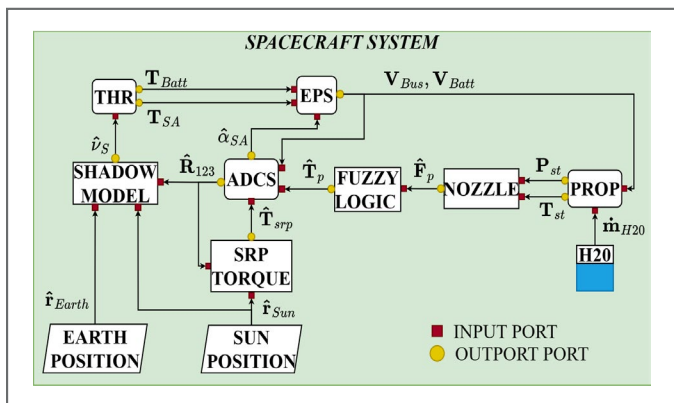 SPACECRAFT SYSTEM
T_Batt
T_SA
THR
EPS
V_Bus, V_Batt
ν̂_S
α̂_SA
SHADOW
MODEL
R̂_123
ADCS
T̂_p
FUZZY
LOGIC
F̂_p
NOZZLE
P_st
T_st
PROP
ṁ_H20
H20
T̂_srp
SRP
TORQUE
r̂_Earth
r̂_Sun
EARTH
POSITION
SUN
POSITION
INPUT PORT
OUTPORT PORT